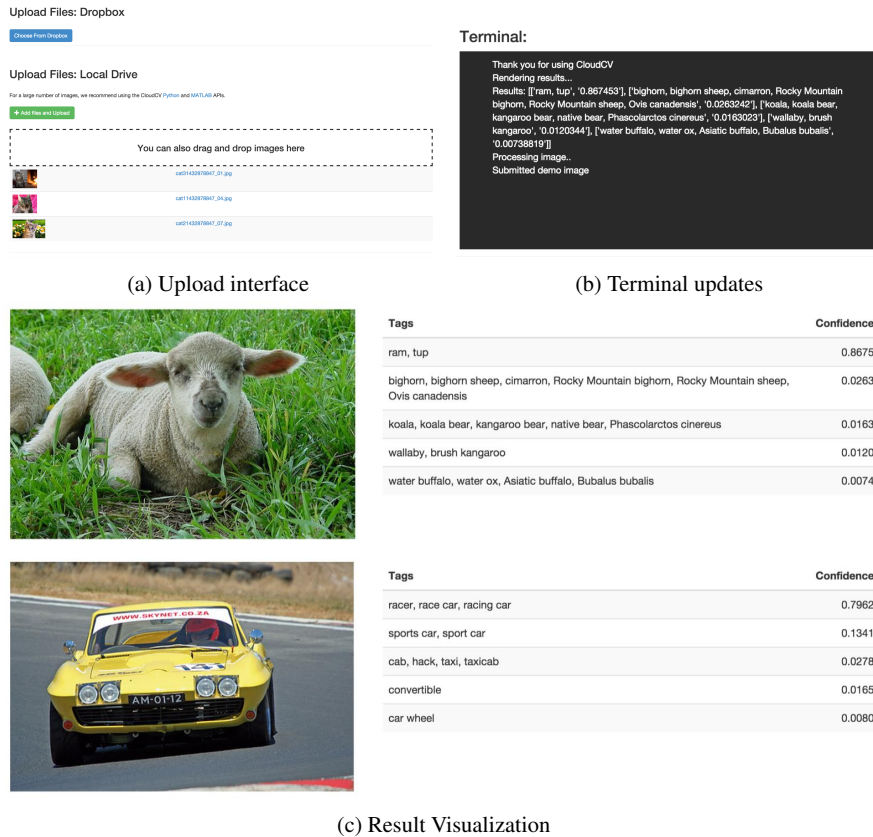 Upload Files: Dropbox
Choose From Dropbox
Upload Files: Local Drive
For a large number of images, we recommend using the CloudCV Python and MATLAB APIs.
+ Add files and Upload
You can also drag and drop images here
cat31432978847_01.jpg
cat11432978847_04.jpg
cat21432978847_07.jpg
(a) Upload interface
Terminal:
Thank you for using CloudCV
Rendering results...
Results: [['ram, tup', '0.867453'], ['bighorn, bighorn sheep, cimarron, Rocky Mountain
bighorn, Rocky Mountain sheep, Ovis canadensis', '0.0263242'], ['koala, koala bear,
kangaroo bear, native bear, Phascolarctos cinereus', '0.0163023'], ['wallaby, brush
kangaroo', '0.0120344'], ['water buffalo, water ox, Asiatic buffalo, Bubalus bubalis',
'0.00738819']]
Processing image..
Submitted demo image
(b) Terminal updates
Tags Confidence
ram, tup 0.8675
bighorn, bighorn sheep, cimarron, Rocky Mountain bighorn, Rocky Mountain sheep, 0.0263
Ovis canadensis
koala, koala bear, kangaroo bear, native bear, Phascolarctos cinereus 0.0163
wallaby, brush kangaroo 0.0120
water buffalo, water ox, Asiatic buffalo, Bubalus bubalis 0.0074
WWW.SKYNET.CO.ZA
141
AM-01-12
Tags Confidence
racer, race car, racing car 0.7962
sports car, sport car 0.1341
cab, hack, taxi, taxicab 0.0278
convertible 0.0165
car wheel 0.0080
(c) Result Visualization